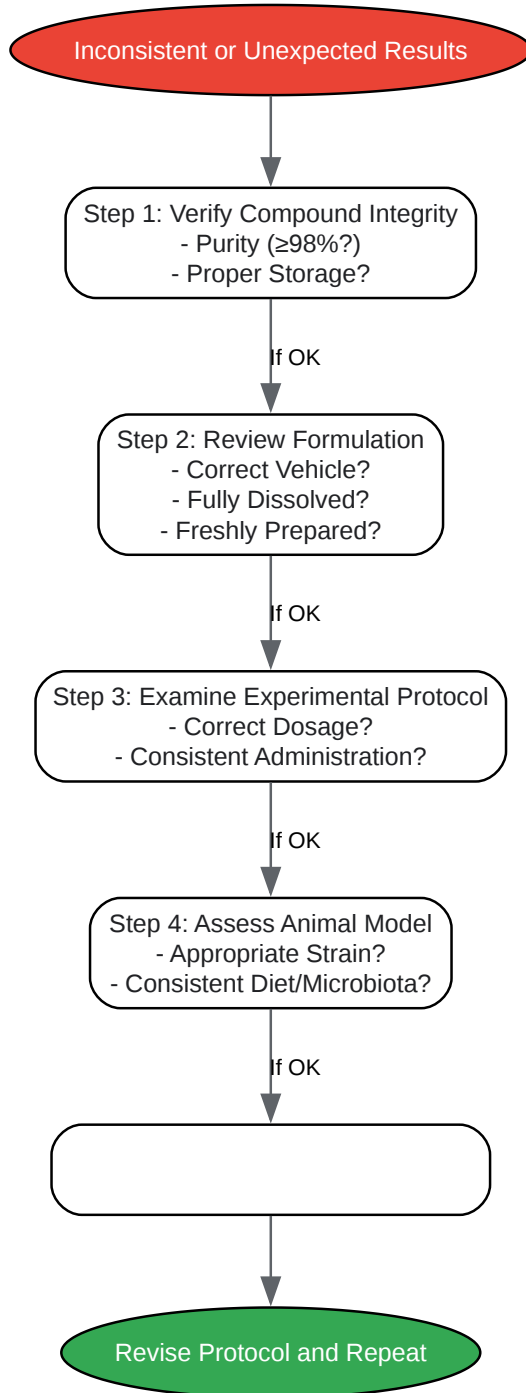 Inconsistent or Unexpected Results
Step 1: Verify Compound Integrity
- Purity (≥98%?)
- Proper Storage?
If OK
Step 2: Review Formulation
- Correct Vehicle?
- Fully Dissolved?
- Freshly Prepared?
If OK
Step 3: Examine Experimental Protocol
- Correct Dosage?
- Consistent Administration?
If OK
Step 4: Assess Animal Model
- Appropriate Strain?
- Consistent Diet/Microbiota?
If OK
Revise Protocol and Repeat